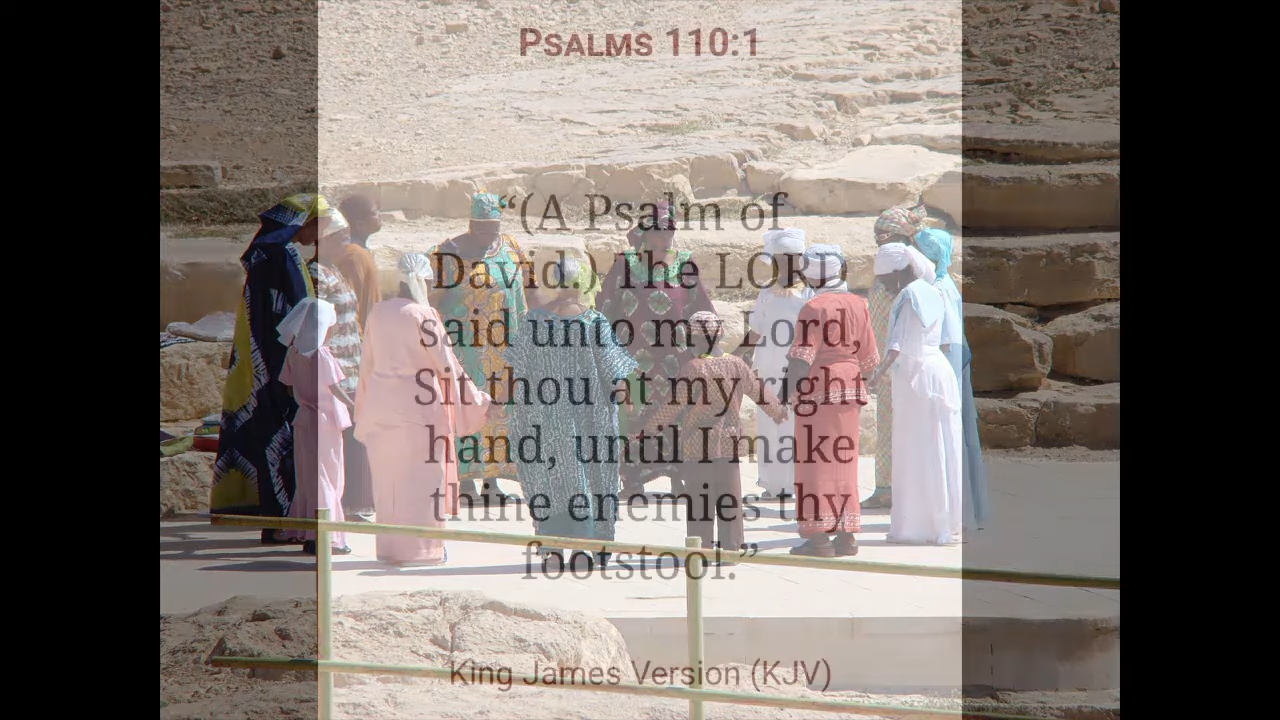 PSALMS 110:1
“(A Psalm of
David.) The LORD
said unto my Lord,
Sit thou at my right
hand, until I make
thine enemies thy
footstool.”
King James Version (KJV)